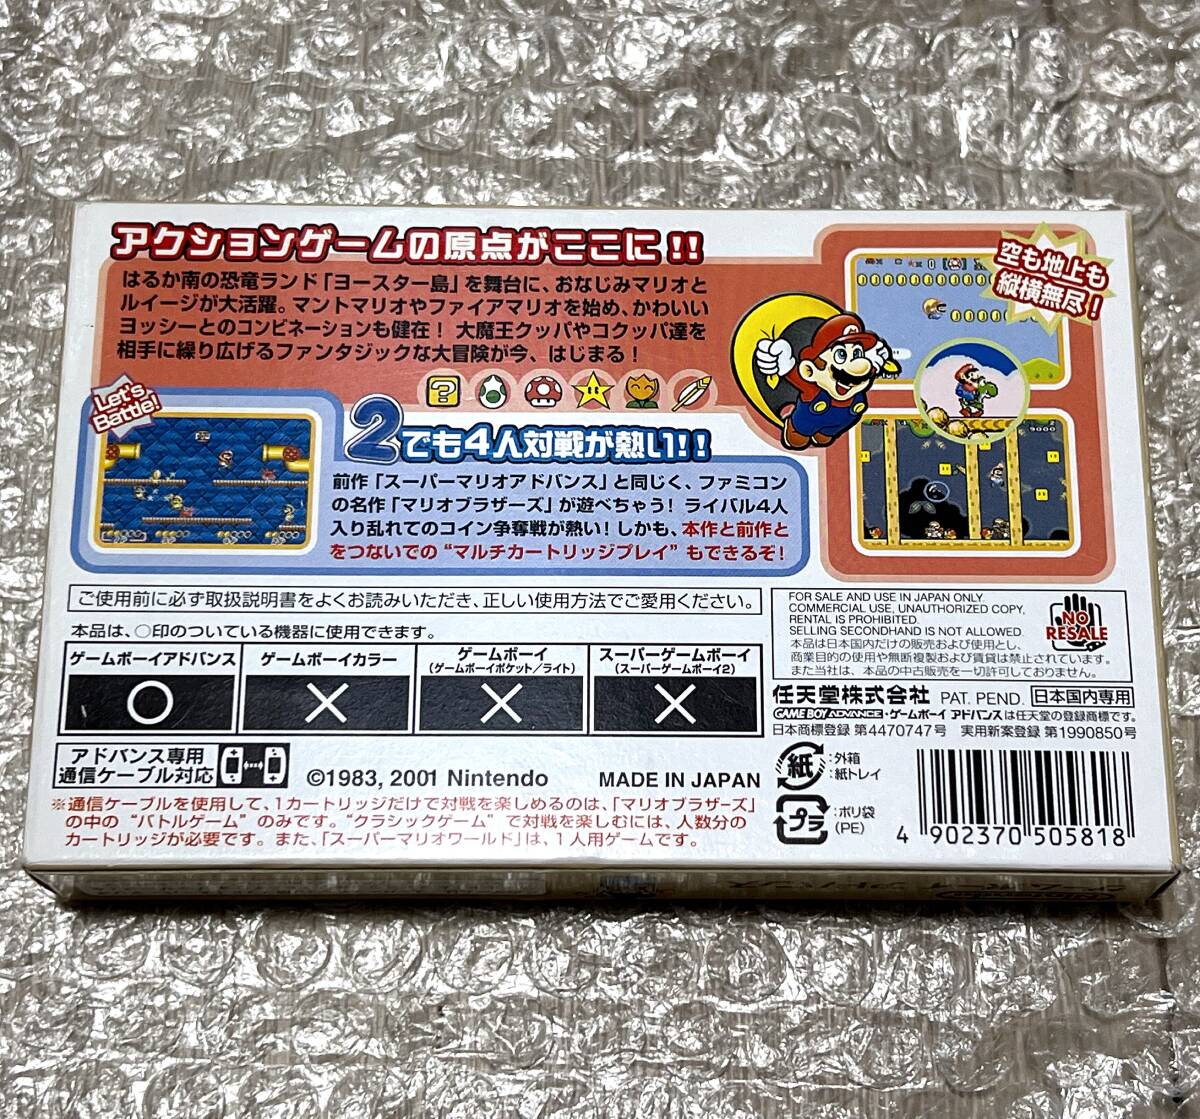 アクションゲームの原点がここに!!
はるか南の恐竜ランド「ヨースター島」を舞台に、おなじみマリオと
ルイージが大活躍。マントマリオやファイアマリオを始め、かわいい
ヨッシーとのコンビネーションも健在! 大魔王クッパやコクッパ達を
相手に繰り広げるファンタジックな大冒険が今、はじまる!
空も地上も
縦横無尽!
Let's
Battle!
2でも4人対戦が熱い!!
前作「スーパーマリオアドバンス」と同じく、ファミコン
の名作「マリオブラザーズ」が遊べちゃう! ライバル4人
入り乱れてのコイン争奪戦が熱い! しかも、本作と前作と
をつないでの“マルチカートリッジプレイ”もできるぞ!
ご使用前に必ず取扱説明書をよくお読みいただき、正しい使用方法でご愛用ください。
本品は、○印のついている機器に使用できます。
ゲームボーイアドバンス
○
ゲームボーイカラー
×
ゲームボーイ
(ゲームボーイポケット/ライト)
×
スーパーゲームボーイ
(スーパーゲームボーイ2)
×
アドバンス専用
通信ケーブル対応
©1983, 2001 Nintendo
MADE IN JAPAN
※通信ケーブルを使用して、1カートリッジだけで対戦を楽しめるのは、「マリオブラザーズ」
の中の“バトルゲーム”のみです。“クラシックゲーム”で対戦を楽しむには、人数分の
カートリッジが必要です。また、「スーパーマリオワールド」は、1人用ゲームです。
FOR SALE AND USE IN JAPAN ONLY.
COMMERCIAL USE, UNAUTHORIZED COPY,
RENTAL IS PROHIBITED.
SELLING SECONDHAND IS NOT ALLOWED.
本品は日本国内だけの販売および使用とし、
商業目的の使用や無断複製および賃貸は禁止されています。
また当社は、本品の中古販売を一切許可しておりません。
NO
RESALE
任天堂株式会社 PAT. PEND. 日本国内専用
GAME BOY ADVANCE・ゲームボーイ アドバンスは任天堂の登録商標です。
日本商標登録 第4470747号 実用新案登録 第1990850号
紙
:外箱
:紙トレイ
プラ
:ポリ袋
(PE)
4 902370 505818
Nintendo